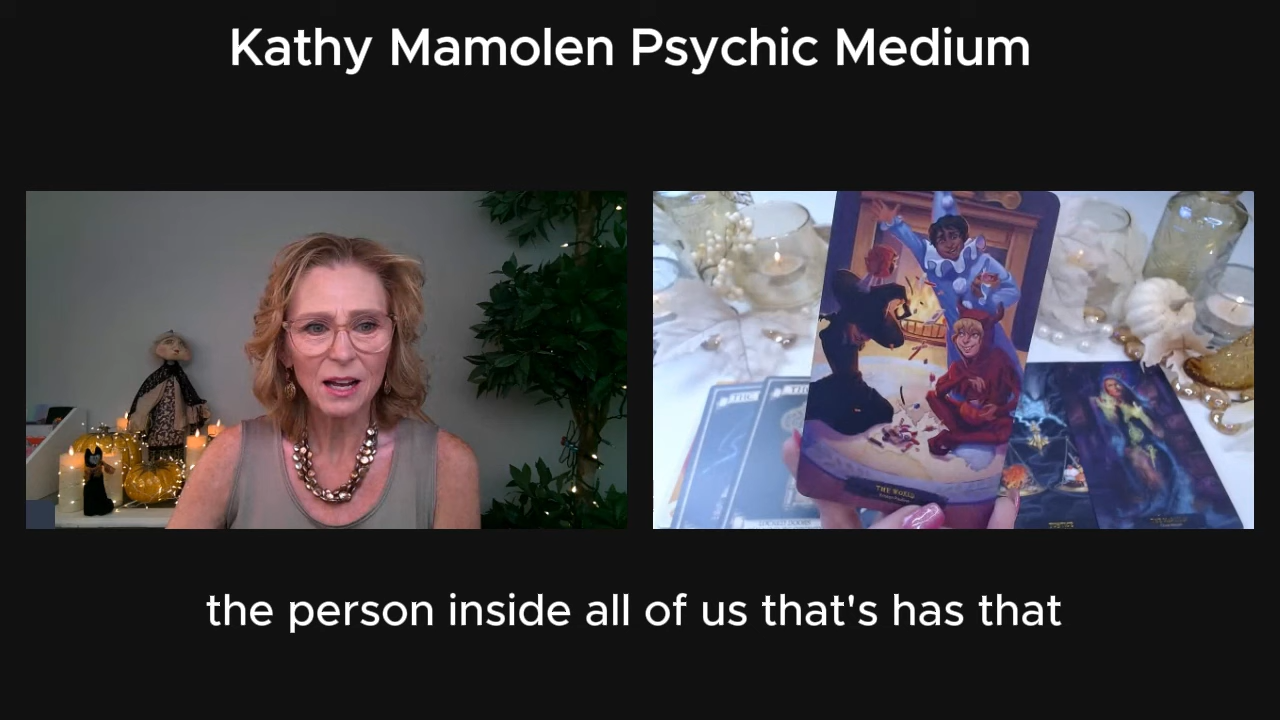 Kathy Mamolen Psychic Medium
THE WORLD
the person inside all of us that's has that